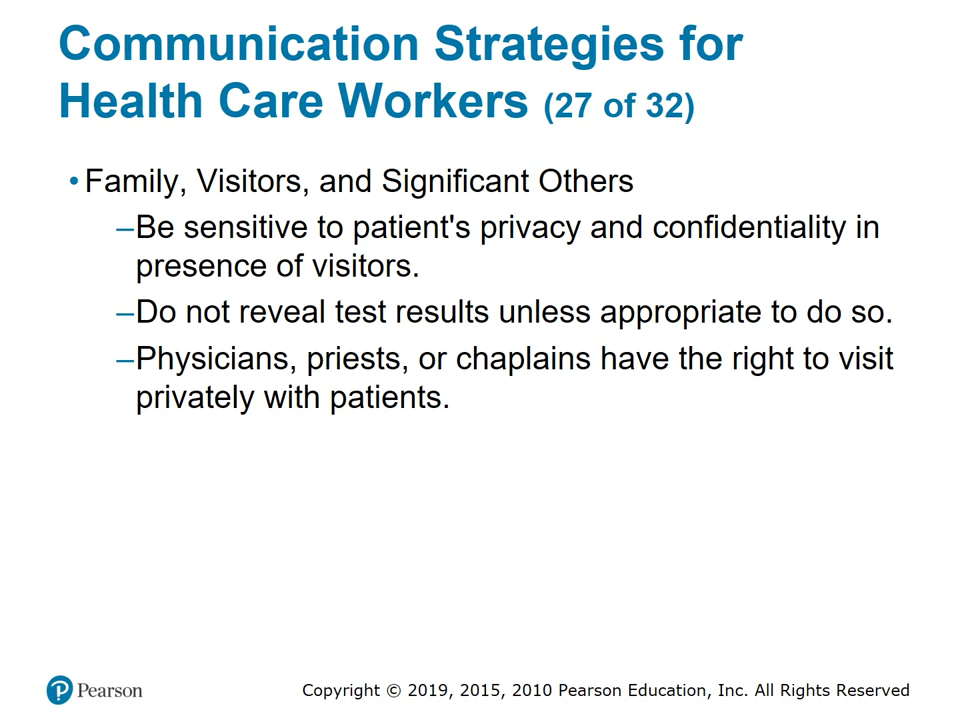 Communication Strategies for
Health Care Workers (27 of 32)
• Family, Visitors, and Significant Others
–Be sensitive to patient's privacy and confidentiality in
presence of visitors.
–Do not reveal test results unless appropriate to do so.
–Physicians, priests, or chaplains have the right to visit
privately with patients.
Pearson
Copyright © 2019, 2015, 2010 Pearson Education, Inc. All Rights Reserved